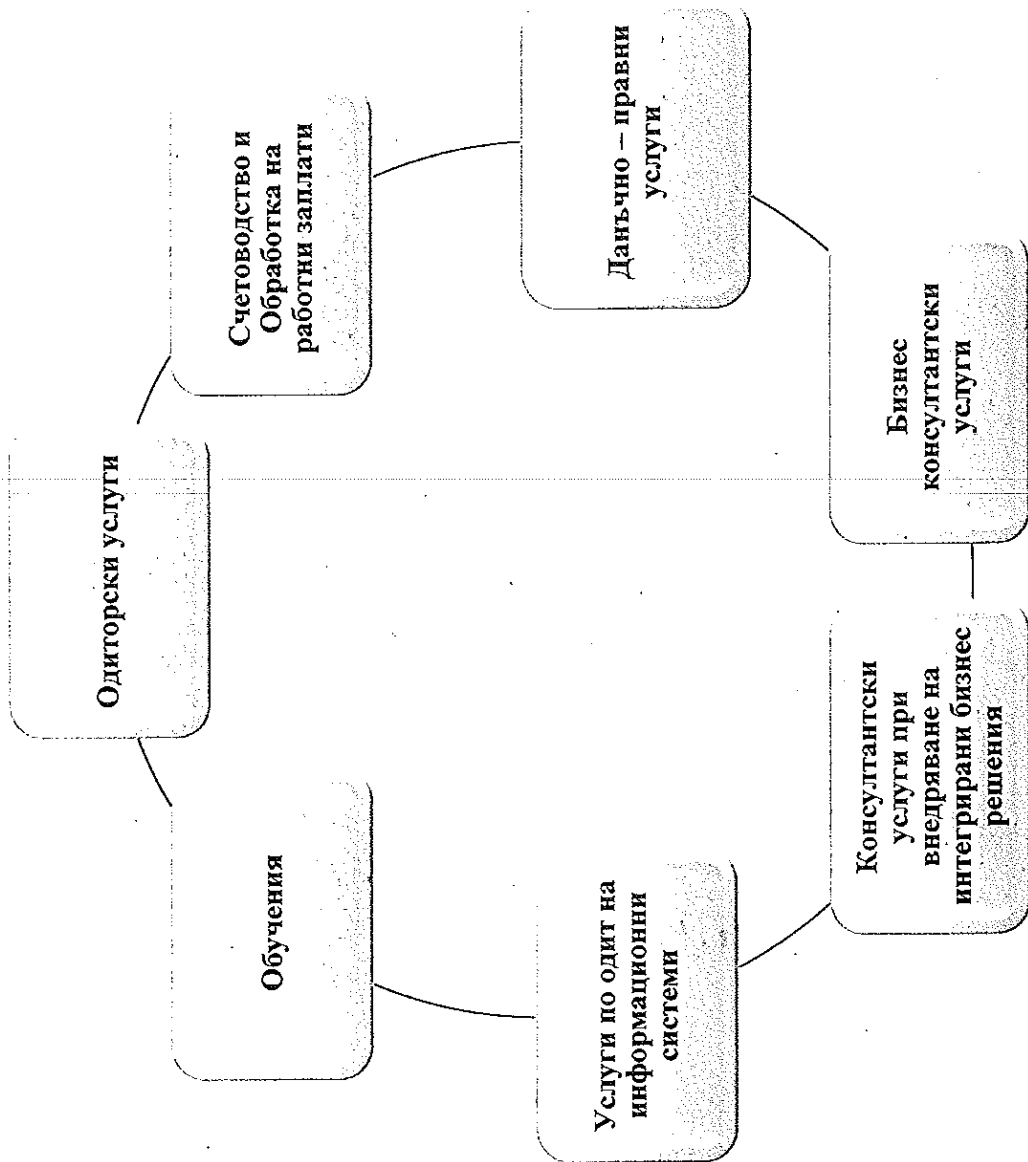 Одиторски услуги
Счетоводство и
Обработка на
работни заплати
Данъчно – правни
услуги
Бизнес
консултантски
услуги
Консултантски
услуги при
внедряване на
интегрирани бизнес
решения
Услуги по одит на
информационни
системи
Обучения